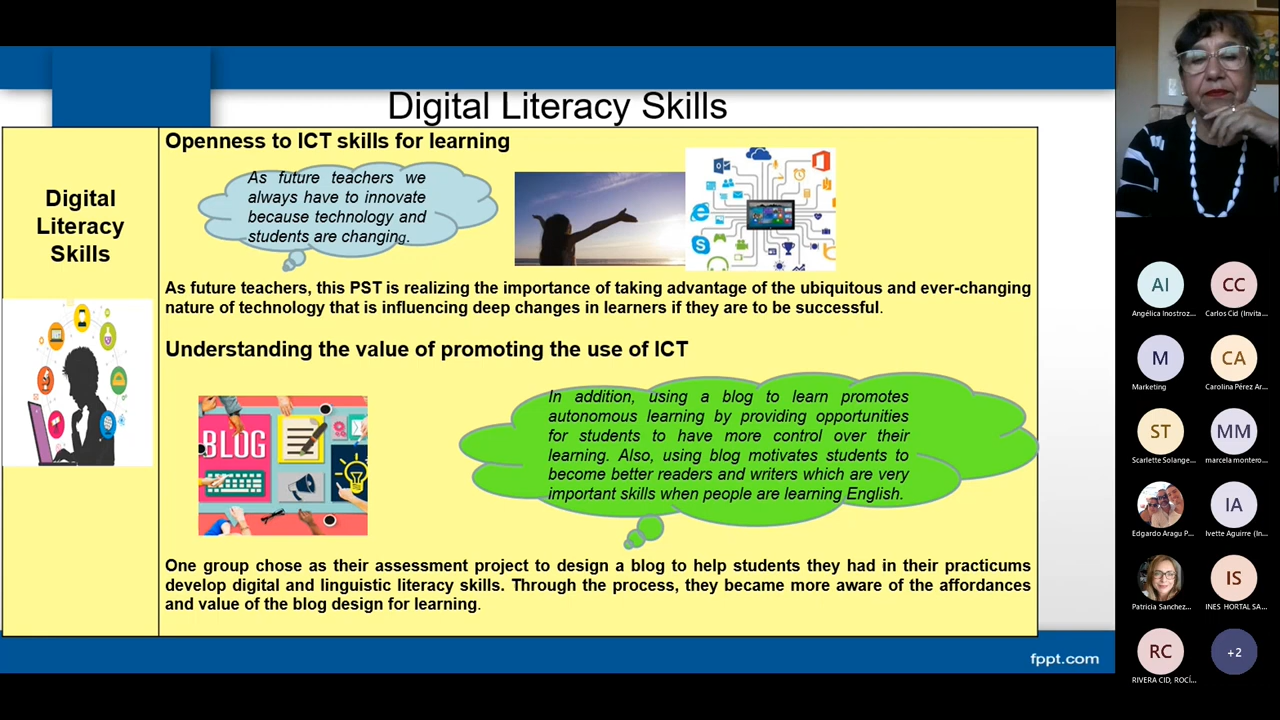 Digital Literacy Skills
Digital
Literacy
Skills
Openness to ICT skills for learning
As future teachers we
always have to innovate
because technology and
students are changing.
As future teachers, this PST is realizing the importance of taking advantage of the ubiquitous and ever-changing
nature of technology that is influencing deep changes in learners if they are to be successful.
Understanding the value of promoting the use of ICT
BLOG
In addition, using a blog to learn promotes
autonomous learning by providing opportunities
for students to have more control over their
learning. Also, using blog motivates students to
become better readers and writers which are very
important skills when people are learning English.
One group chose as their assessment project to design a blog to help students they had in their practicums
develop digital and linguistic literacy skills. Through the process, they became more aware of the affordances
and value of the blog design for learning.
fppt.com
AI
CC
Angélica Inostroz...
Carlos Cid (Invita...
M
CA
Marketing
Carolina Pérez Ar...
ST
MM
Scarlette Solange...
marcela montero...
IA
Edgardo Aragu P...
Ivette Aguirre (In...
IS
Patricia Sanchez...
INES HORTAL SA...
RC
+2
RIVERA CID, ROCÍ...